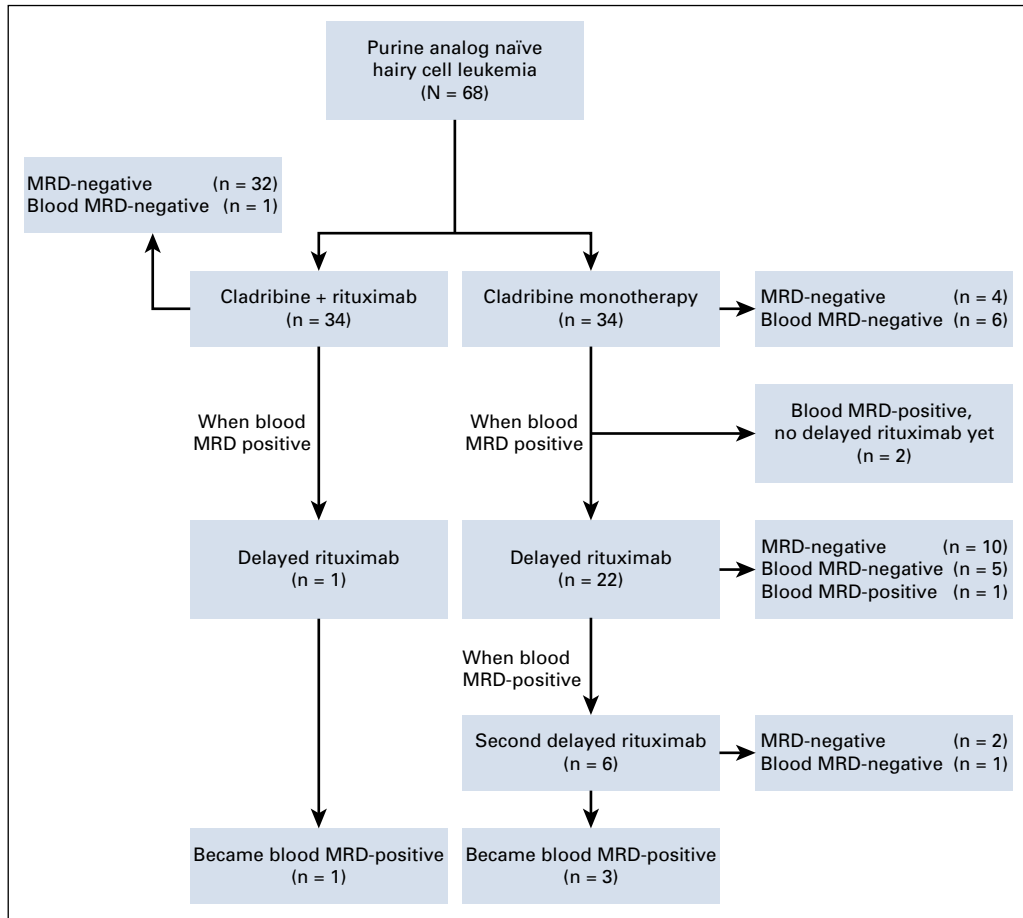 Purine analog naïve
hairy cell leukemia
(N = 68)
MRD-negative (n = 32)
Blood MRD-negative (n = 1)
Cladribine + rituximab
(n = 34)
Cladribine monotherapy
(n = 34)
MRD-negative (n = 4)
Blood MRD-negative (n = 6)
When blood
MRD positive
When blood
MRD positive
Blood MRD-positive,
no delayed rituximab yet
(n = 2)
Delayed rituximab
(n = 1)
Delayed rituximab
(n = 22)
MRD-negative (n = 10)
Blood MRD-negative (n = 5)
Blood MRD-positive (n = 1)
When blood
MRD-positive
Second delayed rituximab
(n = 6)
MRD-negative (n = 2)
Blood MRD-negative (n = 1)
Became blood MRD-positive
(n = 1)
Became blood MRD-positive
(n = 3)